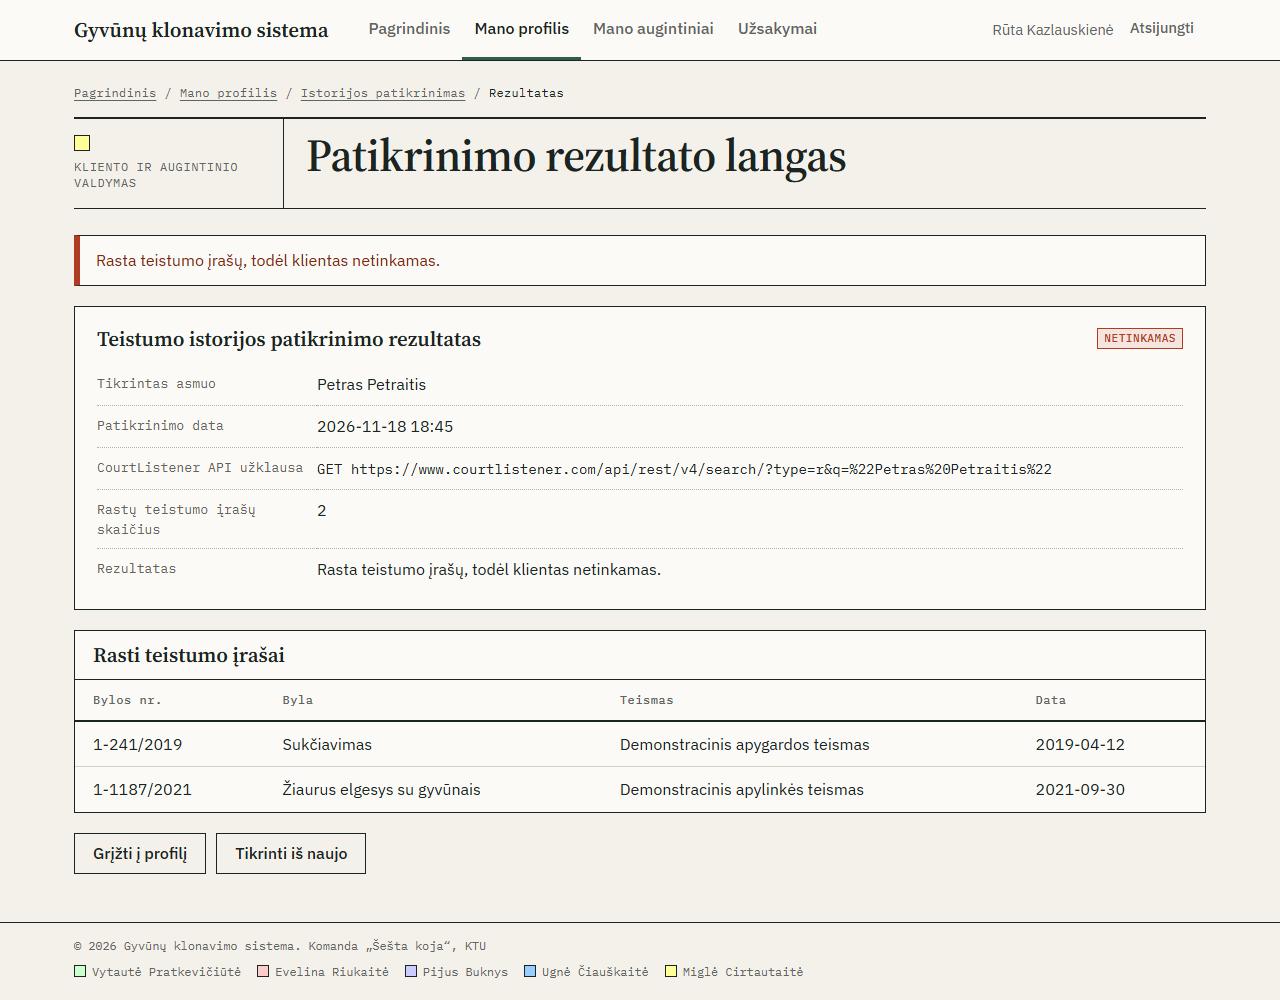 Gyvūnų klonavimo sistema Pagrindinis Mano profilis Mano augintiniai Užsakymai Rūta Kazlauskienė Atsijungti
Pagrindinis / Mano profilis / Istorijos patikrinimas / Rezultatas
KLIENTO IR AUGINTINIO
VALDYMAS
Patikrinimo rezultato langas
Rasta teistumo įrašų, todėl klientas netinkamas.
Teistumo istorijos patikrinimo rezultatas NETINKAMAS
Tikrintas asmuo Petras Petraitis
Patikrinimo data 2026-11-18 18:45
CourtListener API užklausa GET https://www.courtlistener.com/api/rest/v4/search/?type=r&q=%22Petras%20Petraitis%22
Rastų teistumo įrašų
skaičius 2
Rezultatas Rasta teistumo įrašų, todėl klientas netinkamas.
Rasti teistumo įrašai
Bylos nr. Byla Teismas Data
1-241/2019 Sukčiavimas Demonstracinis apygardos teismas 2019-04-12
1-1187/2021 Žiaurus elgesys su gyvūnais Demonstracinis apylinkės teismas 2021-09-30
Grįžti į profilį Tikrinti iš naujo
© 2026 Gyvūnų klonavimo sistema. Komanda „Šešta koja“, KTU
Vytautė Pratkevičiūtė Evelina Riukaitė Pijus Buknys Ugnė Čiauškaitė Miglė Cirtautaitė